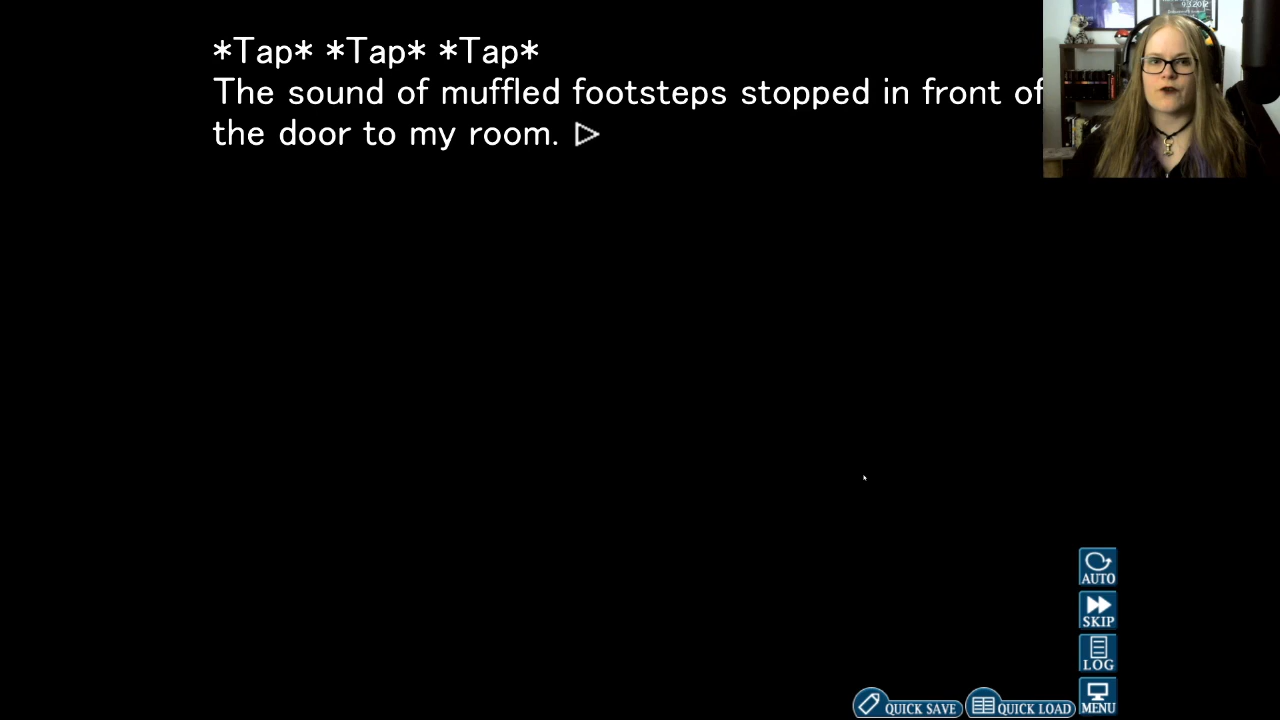 *Tap* *Tap* *Tap*
The sound of muffled footsteps stopped in front of
the door to my room.
AUTO
SKIP
LOG
MENU
QUICK SAVE
QUICK LOAD